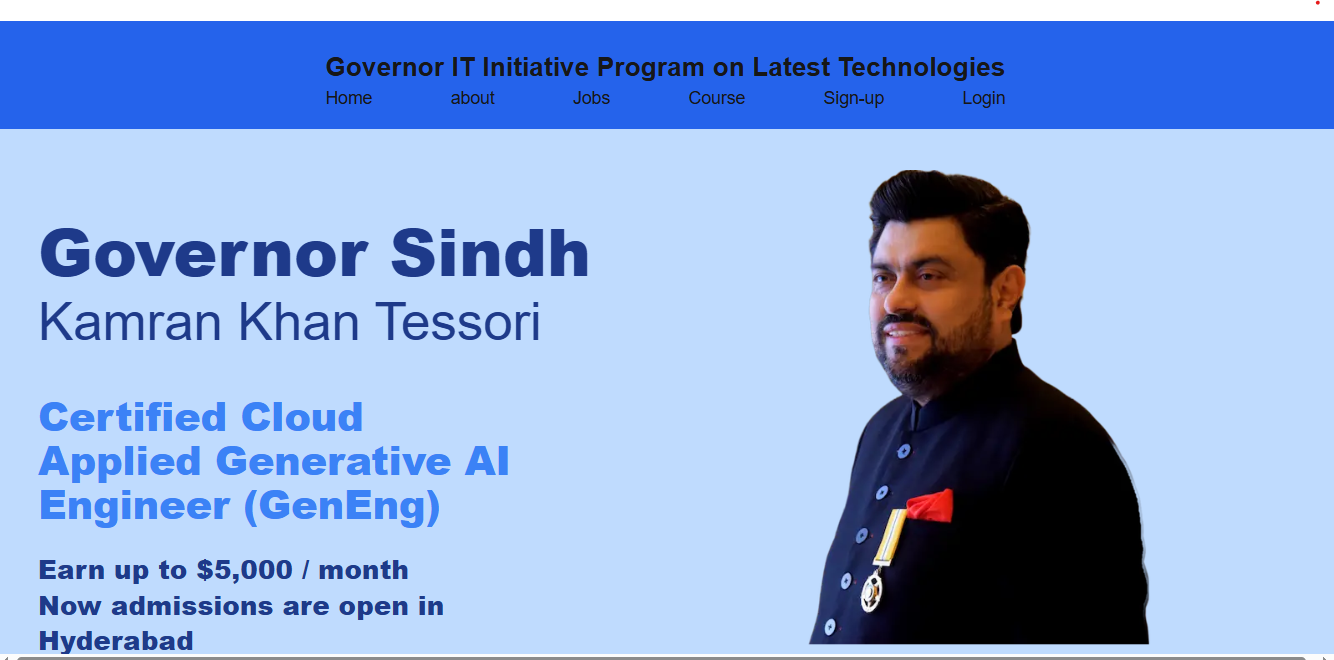 Governor IT Initiative Program on Latest Technologies
Home about Jobs Course Sign-up Login
Governor Sindh
Kamran Khan Tessori
Certified Cloud
Applied Generative AI
Engineer (GenEng)
Earn up to $5,000 / month
Now admissions are open in
Hyderabad